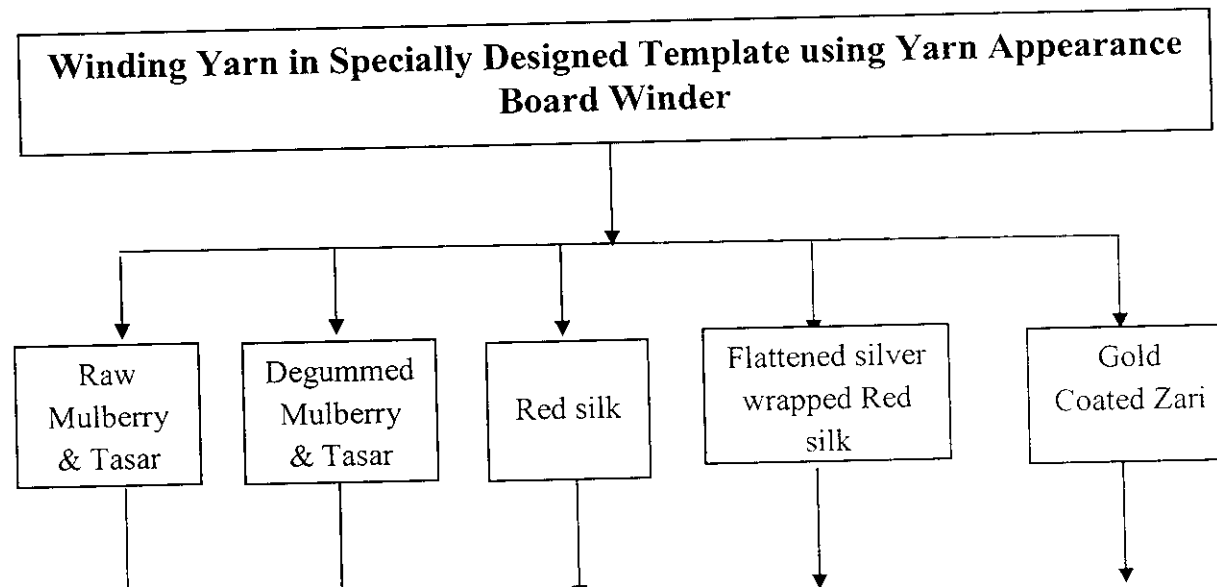 Winding Yarn in Specially Designed Template using Yarn Appearance
Board Winder
Raw
Mulberry
& Tasar
Degummed
Mulberry
& Tasar
Red silk
Flattened silver
wrapped Red
silk
Gold
Coated Zari